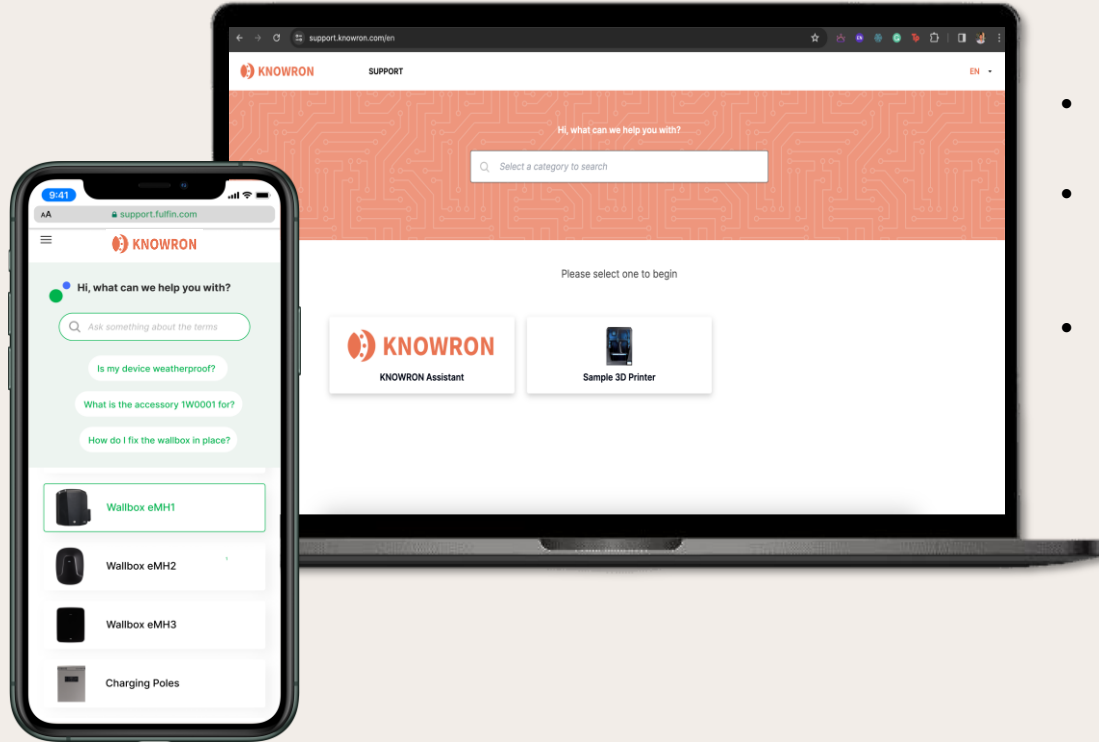 support.knowron.com/en
KNOWRON
SUPPORT
EN
Hi, what can we help you with?
Select a category to search
Please select one to begin
KNOWRON
KNOWRON Assistant
Sample 3D Printer
9:41
AA
support.fulfin.com
KNOWRON
Hi, what can we help you with?
Ask something about the terms
Is my device weatherproof?
What is the accessory 1W0001 for?
How do I fix the wallbox in place?
Wallbox eMH1
Wallbox eMH2
Wallbox eMH3
Charging Poles